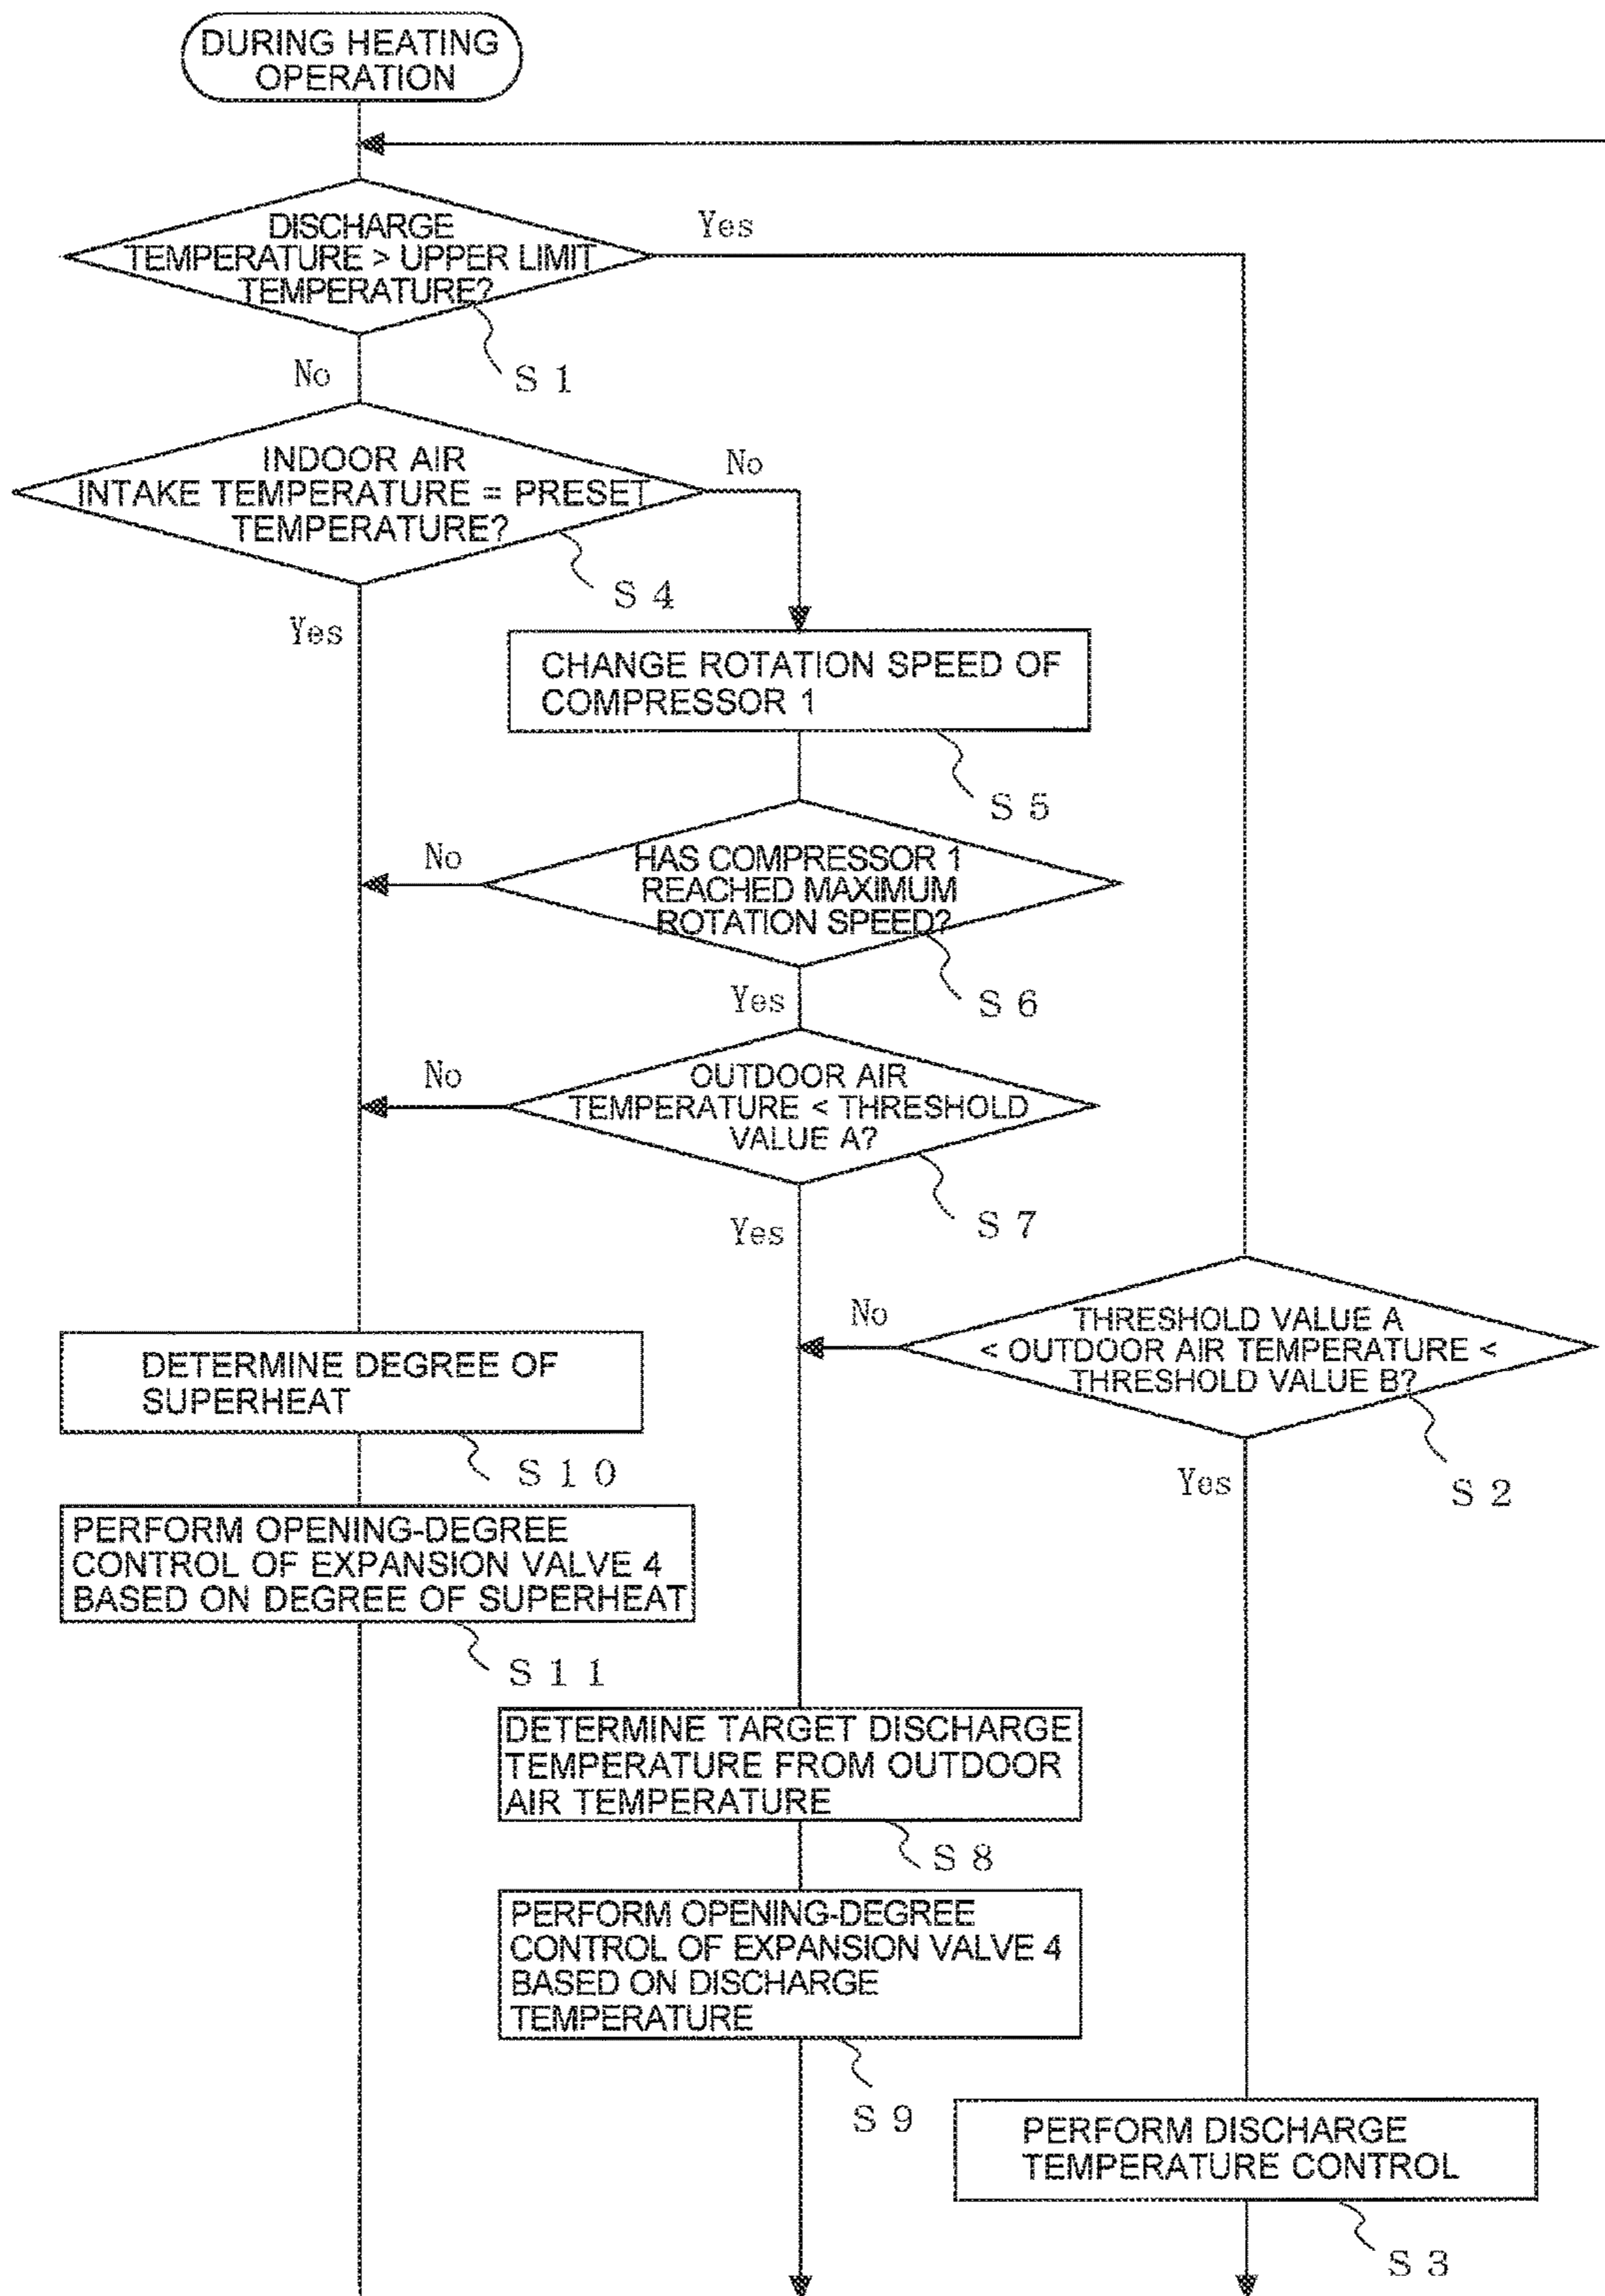 DURING HEATING
OPERATION
DISCHARGE
TEMPERATURE > UPPER LIMIT
TEMPERATURE?
Yes
No
S 1
INDOOR AIR
INTAKE TEMPERATURE = PRESET
TEMPERATURE?
No
S 4
Yes
CHANGE ROTATION SPEED OF
COMPRESSOR 1
S 5
HAS COMPRESSOR 1
REACHED MAXIMUM
ROTATION SPEED?
No
S 6
Yes
OUTDOOR AIR
TEMPERATURE < THRESHOLD
VALUE A?
No
S 7
Yes
THRESHOLD VALUE A
< OUTDOOR AIR TEMPERATURE <
THRESHOLD VALUE B?
No
S 2
Yes
DETERMINE DEGREE OF
SUPERHEAT
S 1 0
PERFORM OPENING-DEGREE
CONTROL OF EXPANSION VALVE 4
BASED ON DEGREE OF SUPERHEAT
S 1 1
DETERMINE TARGET DISCHARGE
TEMPERATURE FROM OUTDOOR
AIR TEMPERATURE
S 8
PERFORM OPENING-DEGREE
CONTROL OF EXPANSION VALVE 4
BASED ON DISCHARGE
TEMPERATURE
S 9
PERFORM DISCHARGE
TEMPERATURE CONTROL
S 3